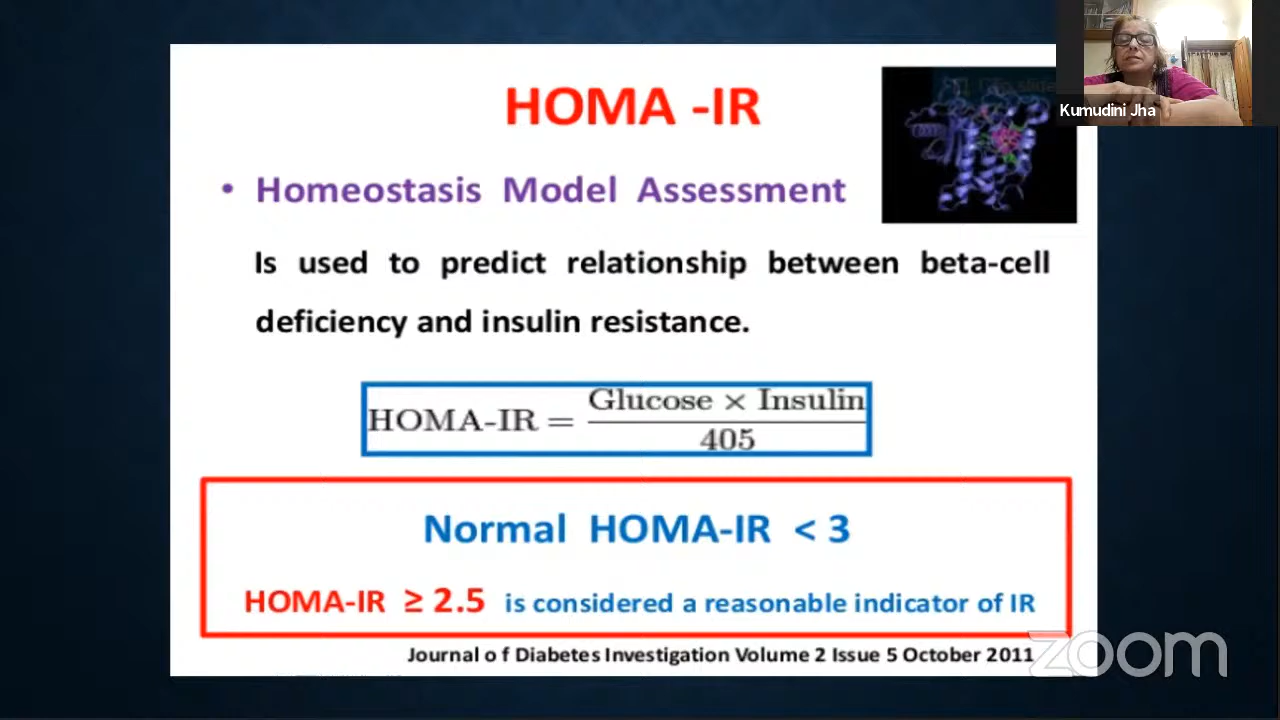 HOMA -IR
Kumudini Jha
• Homeostasis Model Assessment
Is used to predict relationship between beta-cell
deficiency and insulin resistance.
HOMA-IR = Glucose × Insulin / 405
Normal HOMA-IR < 3
HOMA-IR ≥ 2.5 is considered a reasonable indicator of IR
Journal o f Diabetes Investigation Volume 2 Issue 5 October 2011
zoom